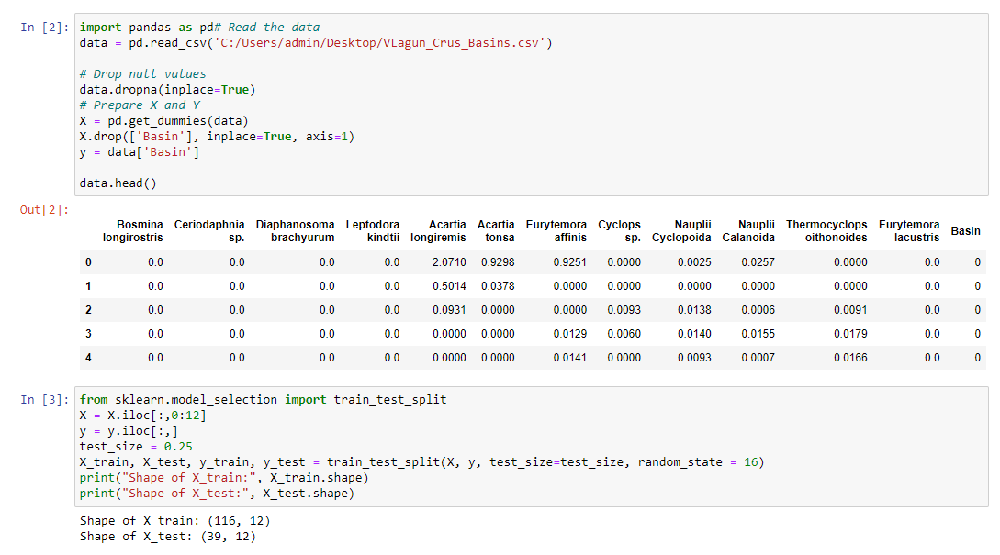 In [2]: import pandas as pd# Read the data
data = pd.read_csv('C:/Users/admin/Desktop/VLagun_Crus_Basins.csv')
# Drop null values
data.dropna(inplace=True)
# Prepare X and Y
X = pd.get_dummies(data)
X.drop(['Basin'], inplace=True, axis=1)
y = data['Basin']
data.head()
Out[2]:
Bosmina Ceriodaphnia Diaphanosoma Leptodora Acartia Acartia Eurytemora Cyclops Nauplii Nauplii Thermocyclops Eurytemora Basin
longirostris sp. brachyurum kindtii longiremis tonsa affinis sp. Cyclopoida Calanoida oithonoides lacustris
0 0.0 0.0 0.0 0.0 2.0710 0.9298 0.9251 0.0000 0.0025 0.0257 0.0000 0.0 0
1 0.0 0.0 0.0 0.0 0.5014 0.0378 0.0000 0.0000 0.0000 0.0000 0.0000 0.0 0
2 0.0 0.0 0.0 0.0 0.0931 0.0000 0.0000 0.0093 0.0138 0.0006 0.0091 0.0 0
3 0.0 0.0 0.0 0.0 0.0000 0.0000 0.0129 0.0060 0.0140 0.0155 0.0179 0.0 0
4 0.0 0.0 0.0 0.0 0.0000 0.0000 0.0141 0.0000 0.0093 0.0007 0.0166 0.0 0
In [3]: from sklearn.model_selection import train_test_split
X = X.iloc[:,0:12]
y = y.iloc[:,]
test_size = 0.25
X_train, X_test, y_train, y_test = train_test_split(X, y, test_size=test_size, random_state = 16)
print("Shape of X_train:", X_train.shape)
print("Shape of X_test:", X_test.shape)
Shape of X_train: (116, 12)
Shape of X_test: (39, 12)